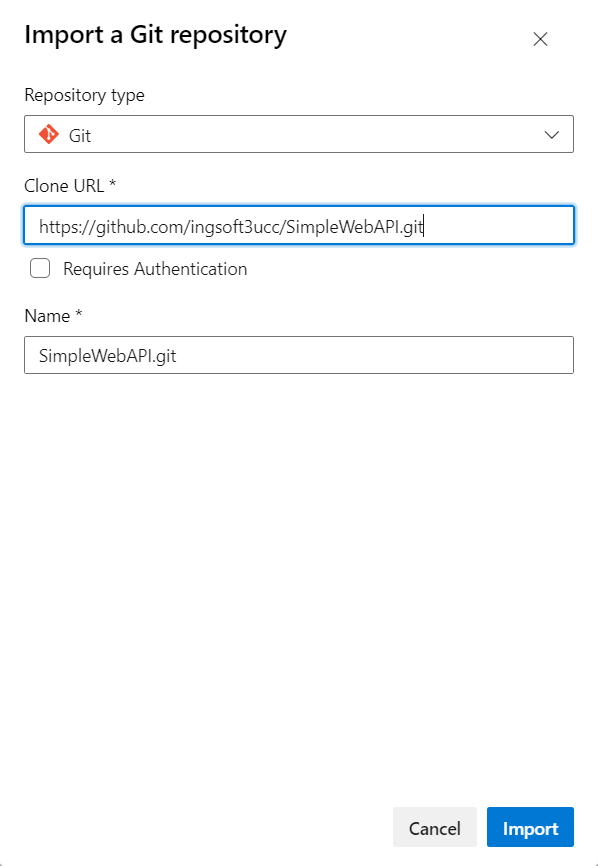 Import a Git repository
Repository type
Git
Clone URL *
https://github.com/ingsoft3ucc/SimpleWebAPI.git
Requires Authentication
Name *
SimpleWebAPI.git
Cancel
Import